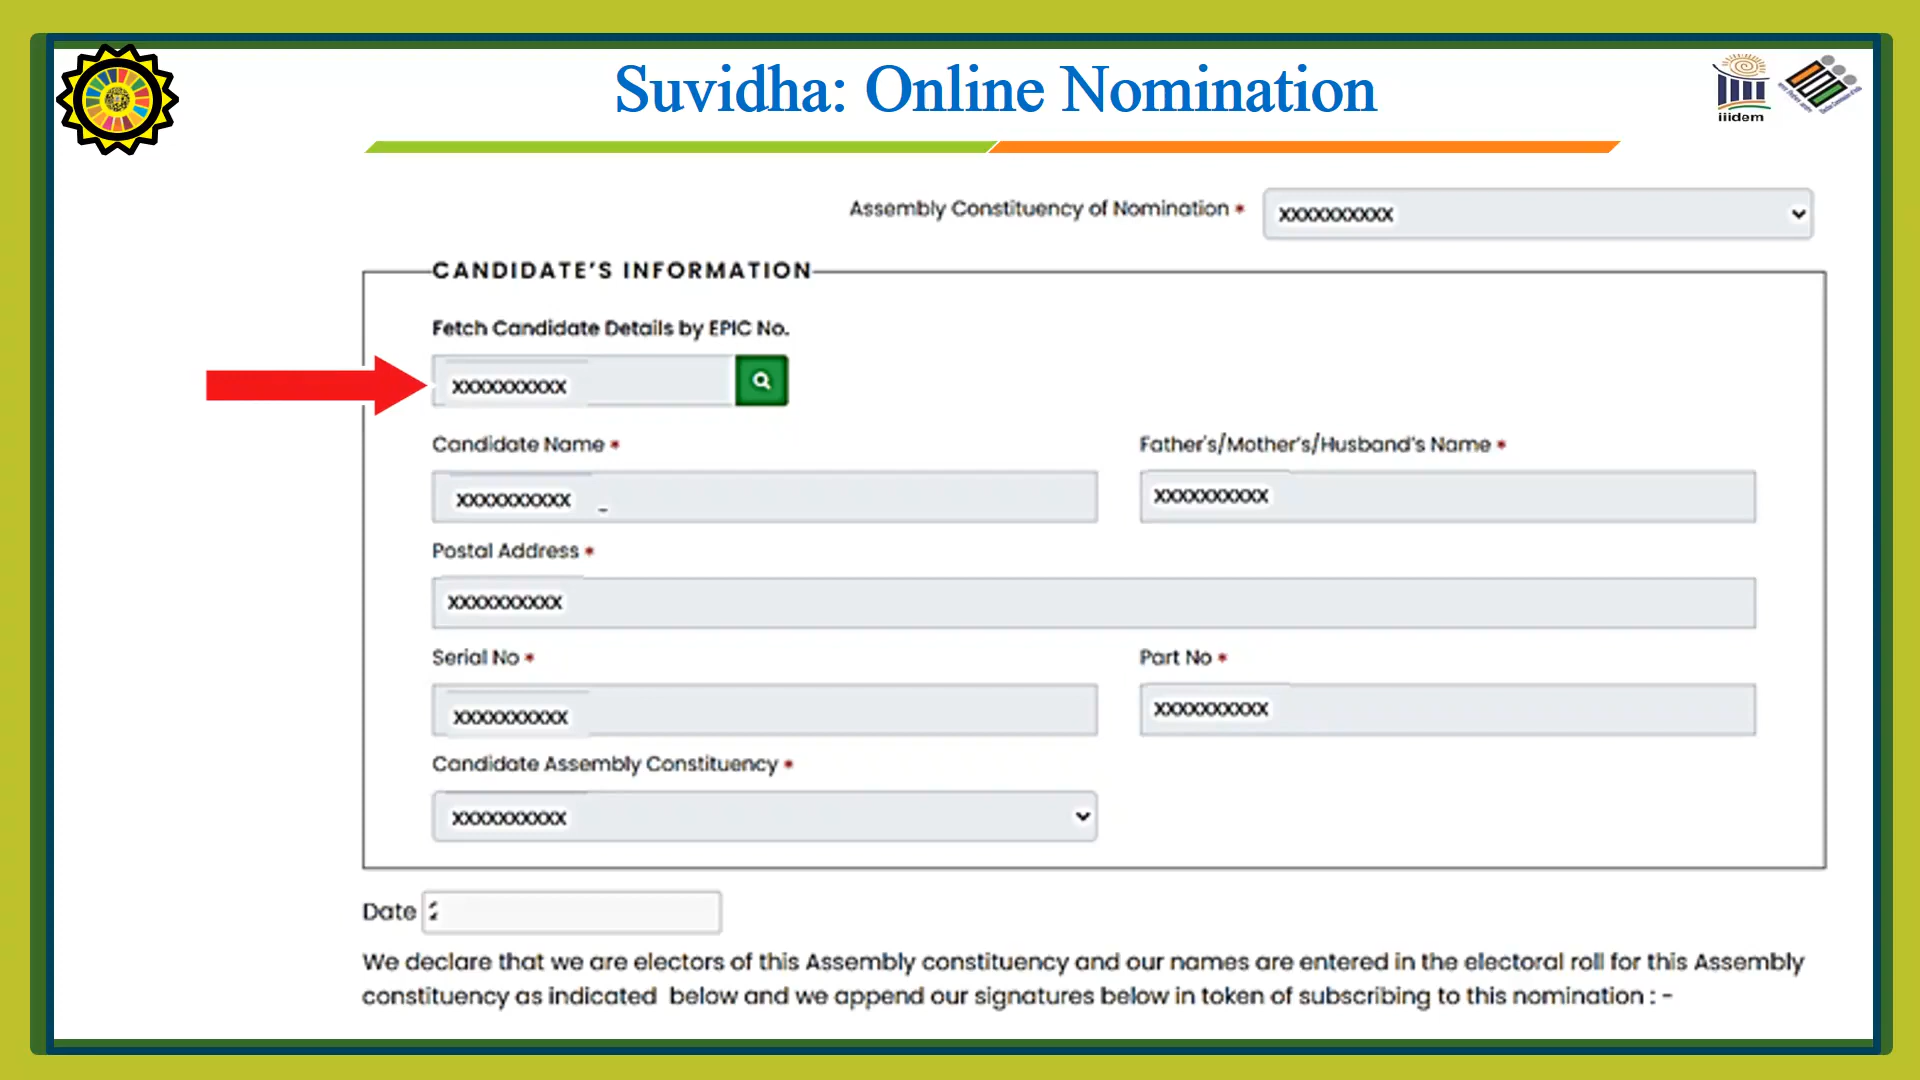 Suvidha: Online Nomination
iiidem
Assembly Constituency of Nomination *
xxxxxxxxxx
CANDIDATE'S INFORMATION
Fetch Candidate Details by EPIC No.
xxxxxxxxxx
Candidate Name * Father's/Mother's/Husband's Name *
xxxxxxxxxx - xxxxxxxxxx
Postal Address *
xxxxxxxxxx
Serial No * Part No *
xxxxxxxxxx xxxxxxxxxx
Candidate Assembly Constituency *
xxxxxxxxxx
Date
We declare that we are electors of this Assembly constituency and our names are entered in the electoral roll for this Assembly
constituency as indicated below and we append our signatures below in token of subscribing to this nomination : -